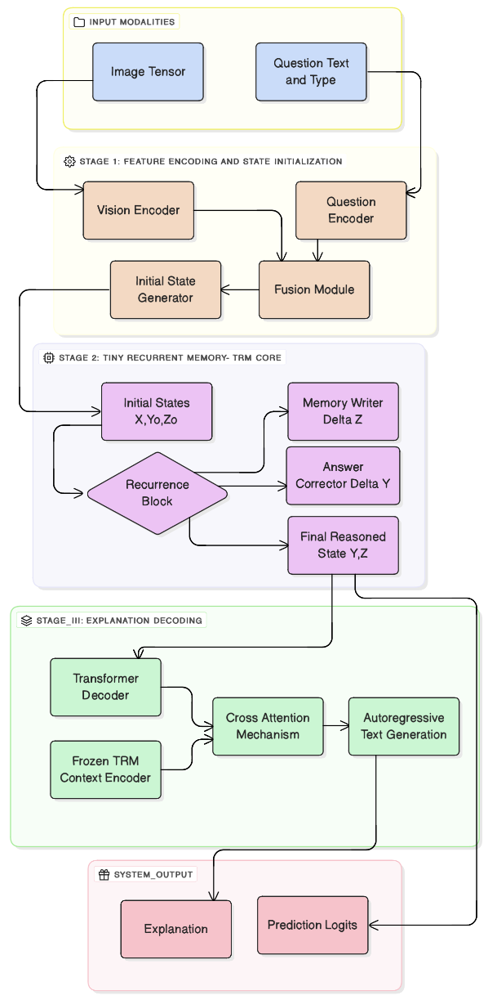 INPUT MODALITIES
Image Tensor
Question Text
and Type
STAGE 1: FEATURE ENCODING AND STATE INITIALIZATION
Vision Encoder
Question
Encoder
Initial State
Generator
Fusion Module
STAGE 2: TINY RECURRENT MEMORY- TRM CORE
Initial States
X,Yo,Zo
Memory Writer
Delta Z
Recurrence
Block
Answer
Corrector Delta Y
Final Reasoned
State Y,Z
STAGE_III: EXPLANATION DECODING
Transformer
Decoder
Cross Attention
Mechanism
Autoregressive
Text Generation
Frozen TRM
Context Encoder
SYSTEM_OUTPUT
Explanation
Prediction Logits